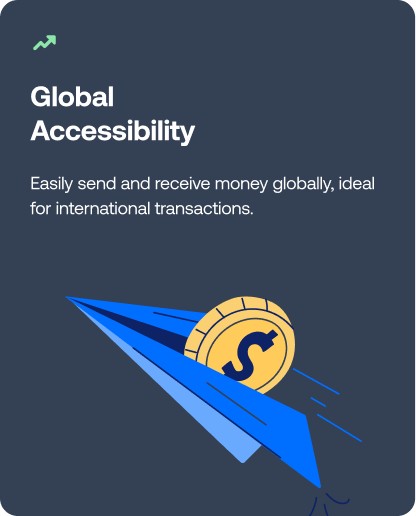 Global
Accessibility
Easily send and receive money globally, ideal
for international transactions.
$